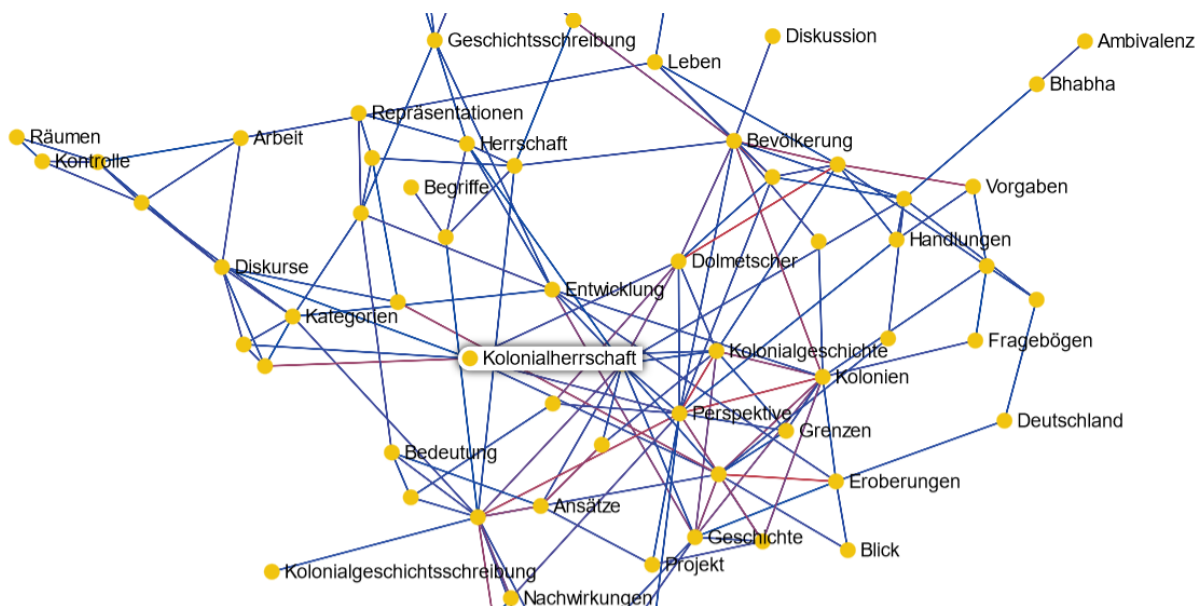 Geschichtsschreibung
Diskussion
Ambivalenz
Leben
Bhabha
Repräsentationen
Räumen
Arbeit
Herrschaft
Bevölkerung
Kontrolle
Begriffe
Vorgaben
Handlungen
Diskurse
Dolmetscher
Entwicklung
Kategorien
Fragebögen
Kolonialherrschaft
Kolonialgeschichte
Kolonien
Perspektive
Deutschland
Grenzen
Bedeutung
Eroberungen
Ansätze
Geschichte
Blick
Projekt
Kolonialgeschichtsschreibung
Nachwirkungen